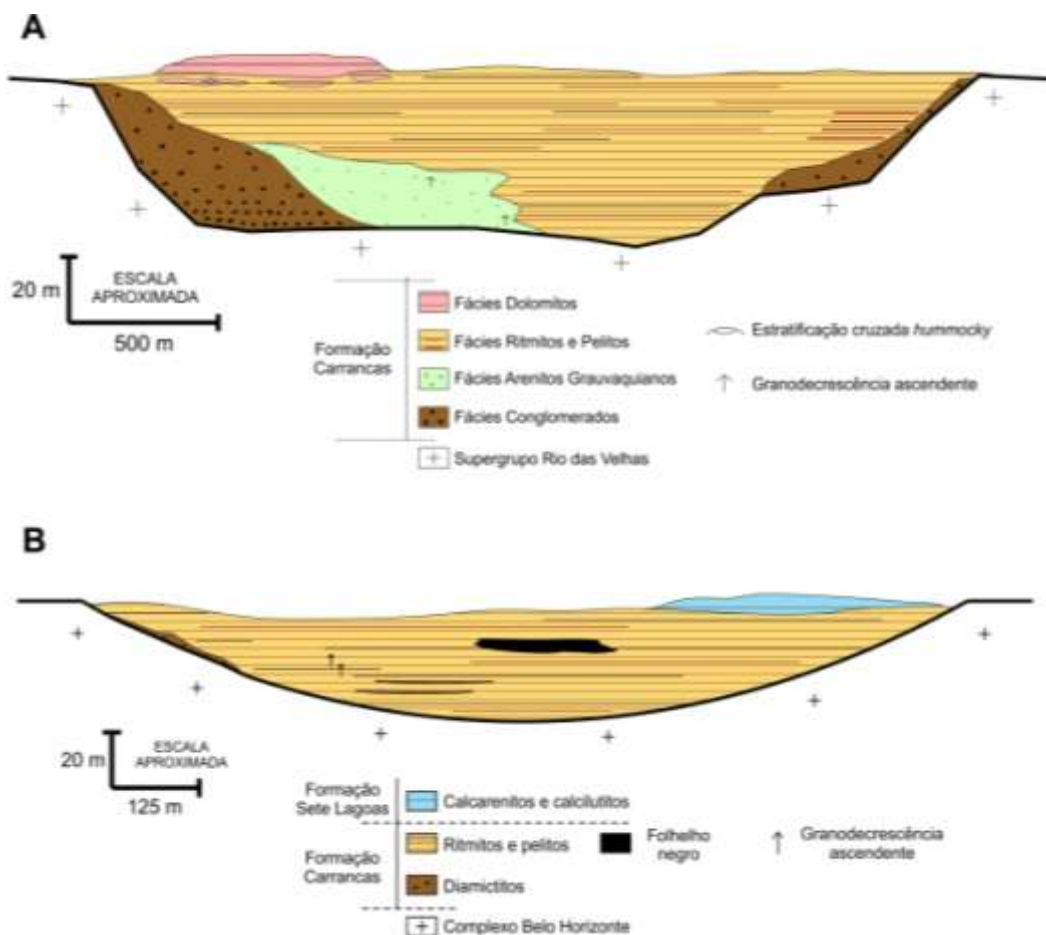 A
20 m
ESCALA
APROXIMADA
500 m
Formação
Carrancas
Fácies Dolomitos
Fácies Ritmitos e Pelitos
Fácies Arenitos Grauvaquianos
Fácies Conglomerados
Supergrupo Rio das Velhas
Estratificação cruzada hummocky
Granodecrescência ascendente
B
20 m
ESCALA
APROXIMADA
125 m
Formação
Sete Lagoas
Calcarenitos e calcilutitos
Formação
Carrancas
Ritmitos e pelitos
Diamictitos
Complexo Belo Horizonte
Folhelho
negro
Granodecrescência
ascendente